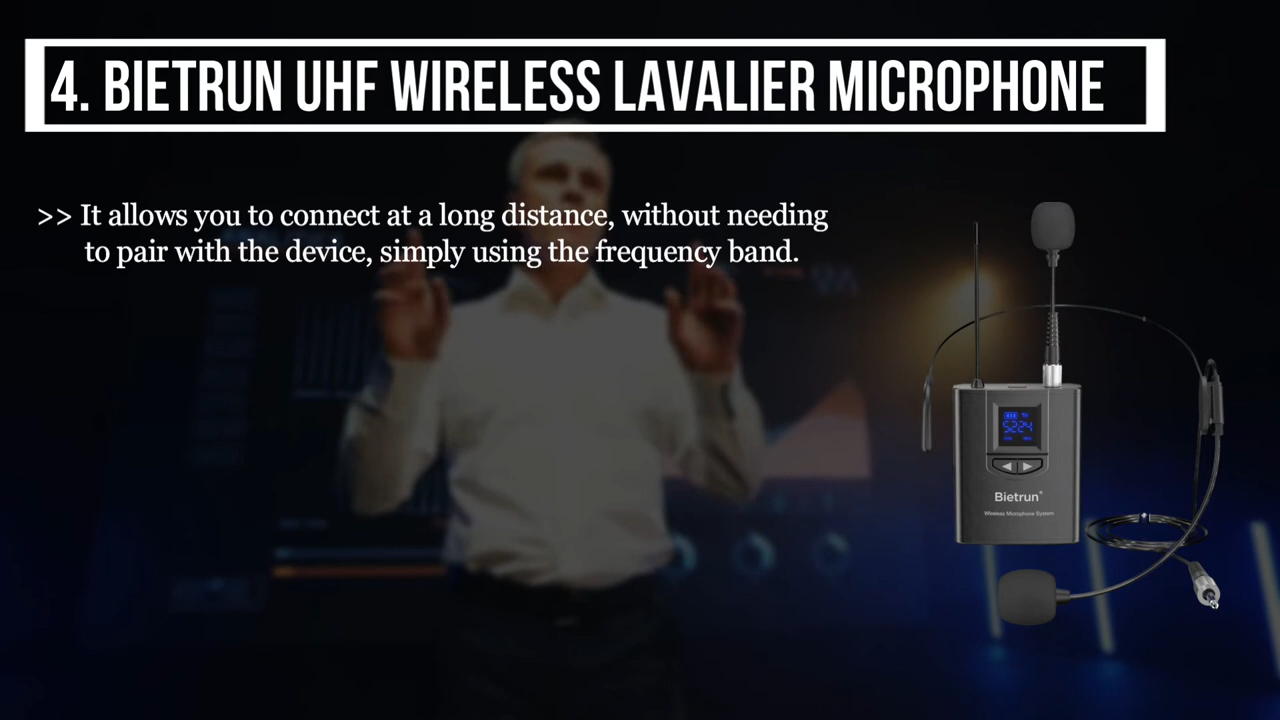 4. BIETRUN UHF WIRELESS LAVALIER MICROPHONE
>> It allows you to connect at a long distance, without needing
to pair with the device, simply using the frequency band.
5224
Bietrun®
Wireless Microphone System